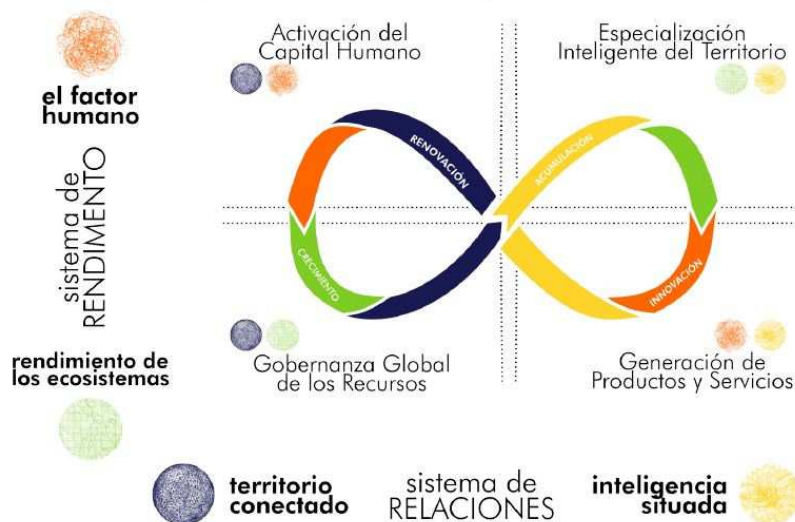 Activación del
Capital Humano
Especialización
Inteligente del Territorio
el factor
humano
RENOVACIÓN
ACUMULACIÓN
sistema de
RENDIMENTO
CRECIMIENTO
INNOVACIÓN
rendimiento de
los ecosistemas
Gobernanza Global
de los Recursos
Generación de
Productos y Servicios
territorio
conectado
sistema de
RELACIONES
inteligencia
situada